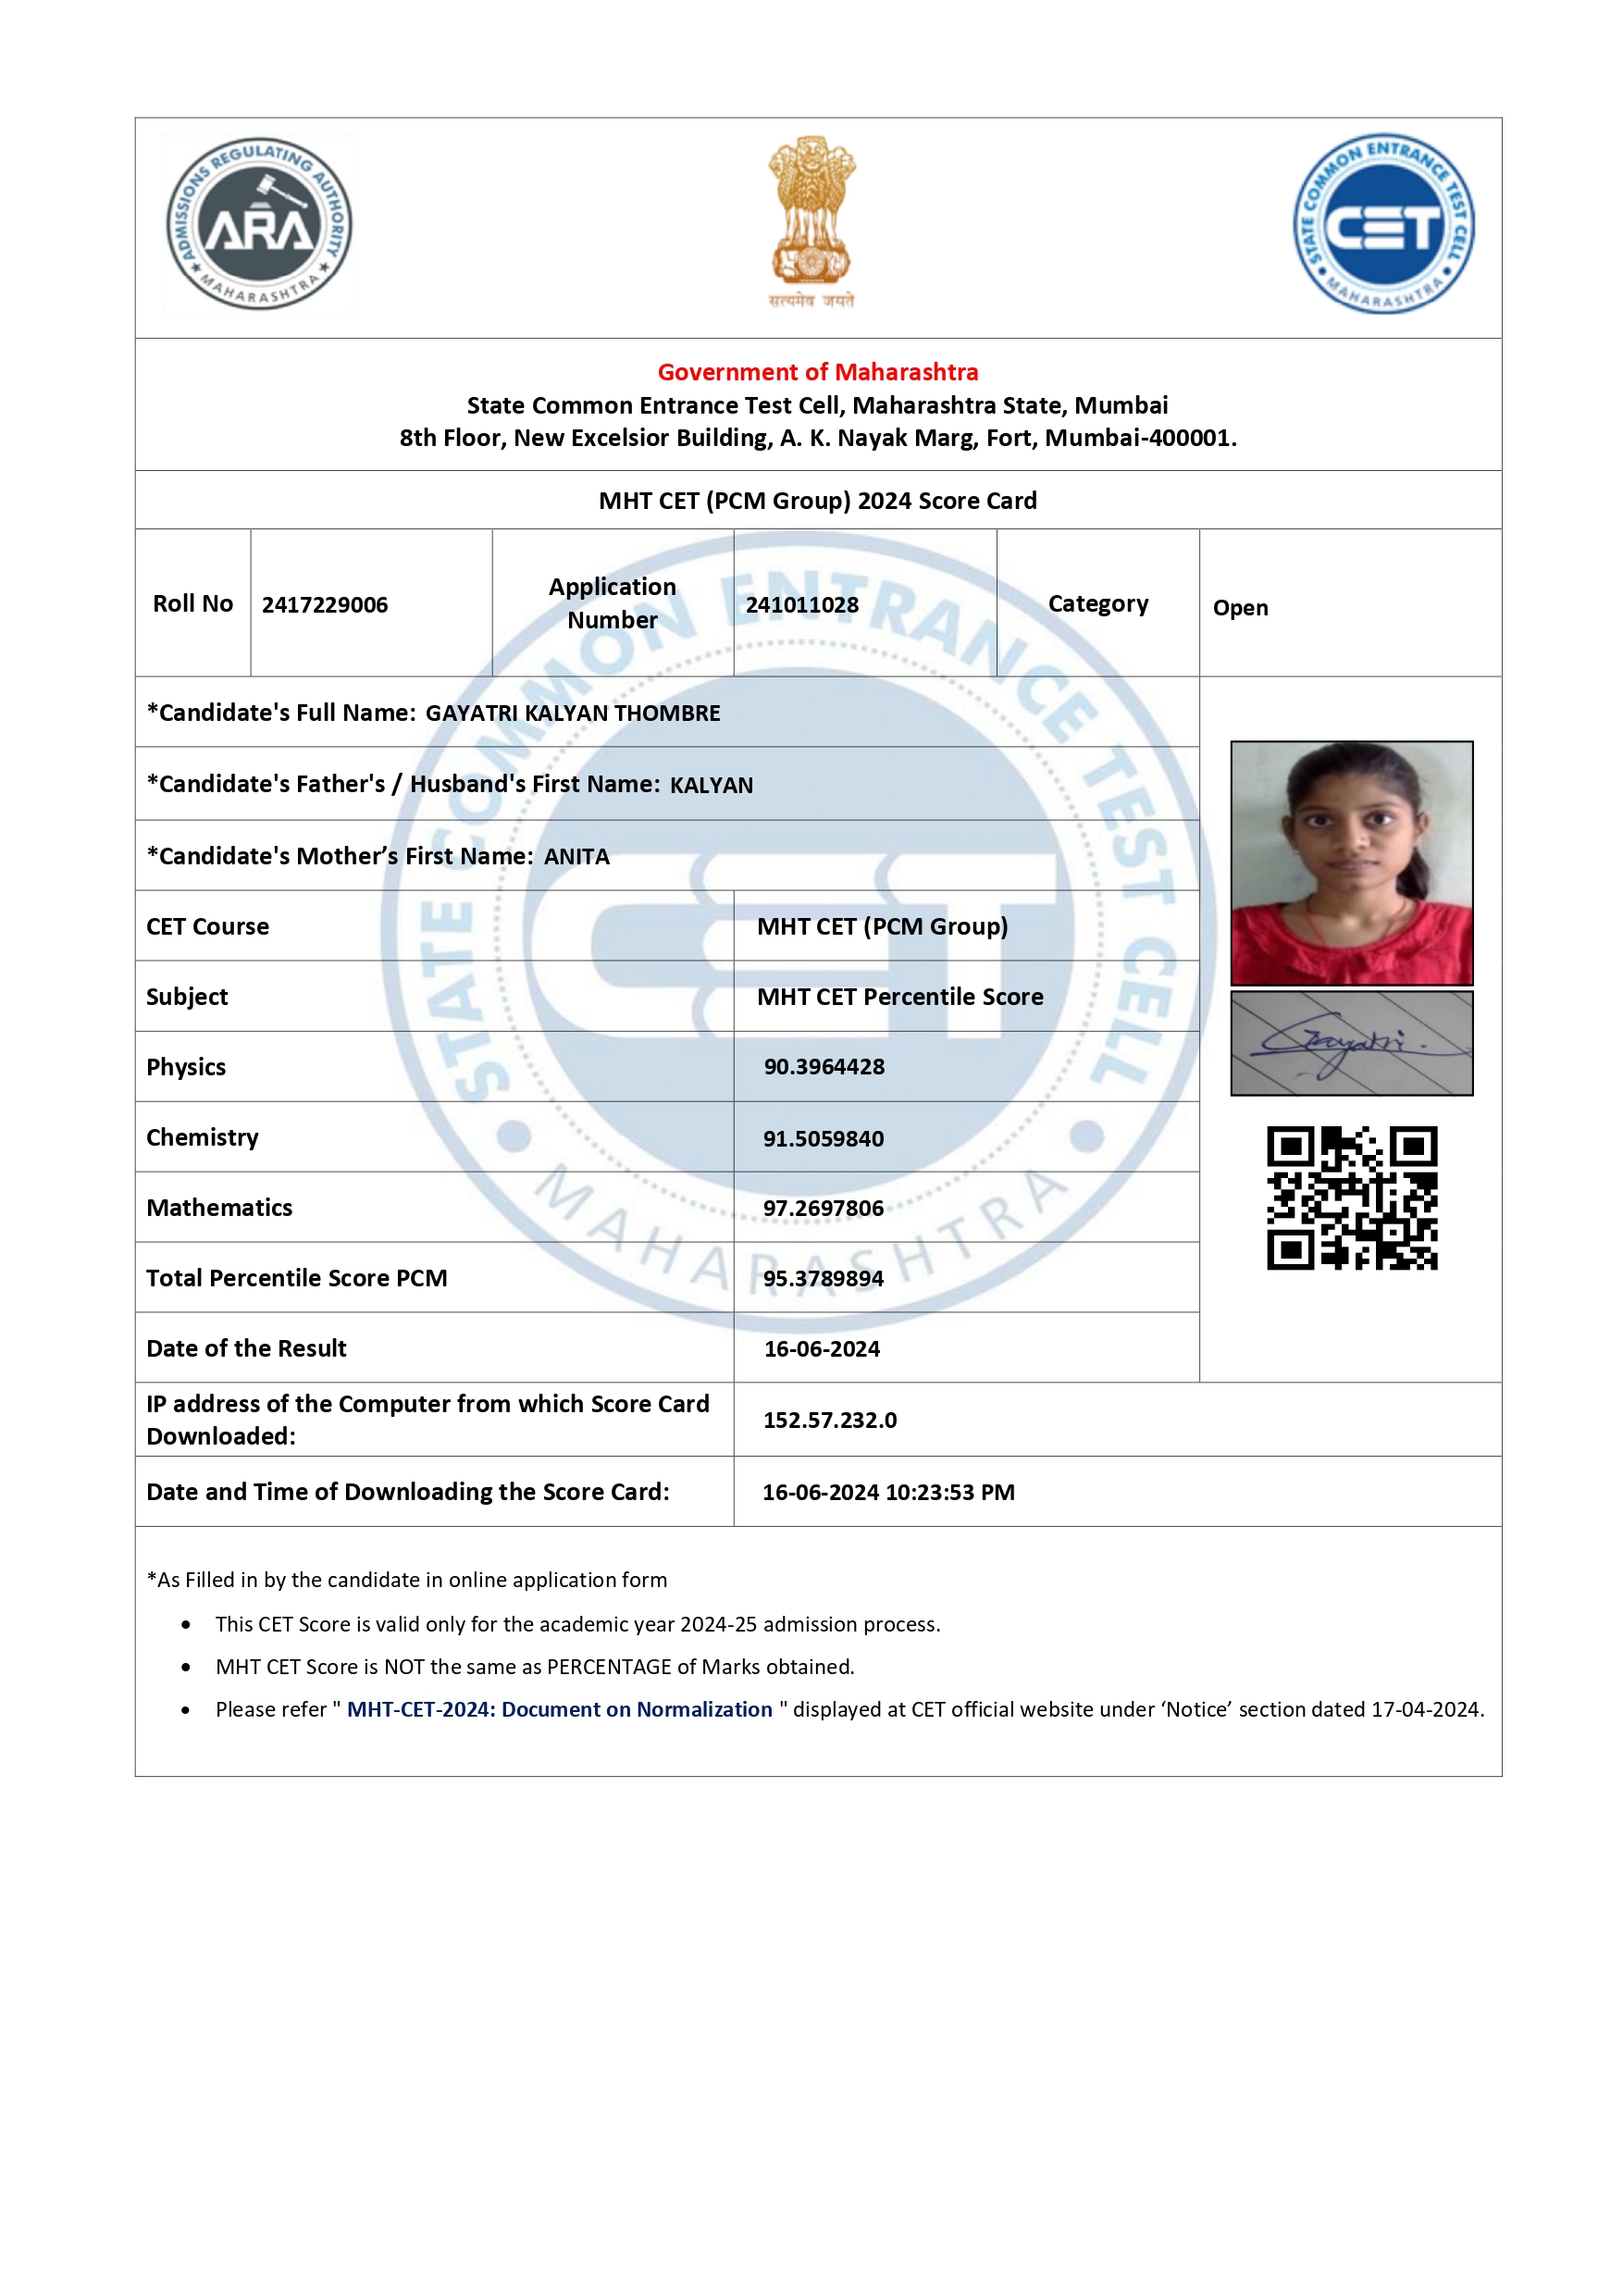 ADMISSIONS REGULATING AUTHORITY
ARA
★ MAHARASHTRA ★
सत्यमेव जयते
STATE COMMON ENTRANCE TEST CELL
CET
• MAHARASHTRA •
Government of Maharashtra
State Common Entrance Test Cell, Maharashtra State, Mumbai
8th Floor, New Excelsior Building, A. K. Nayak Marg, Fort, Mumbai-400001.
MHT CET (PCM Group) 2024 Score Card
Roll No 2417229006 Application Number 241011028 Category Open
*Candidate's Full Name: GAYATRI KALYAN THOMBRE
*Candidate's Father's / Husband's First Name: KALYAN
*Candidate's Mother’s First Name: ANITA
CET Course MHT CET (PCM Group)
Subject MHT CET Percentile Score
Gayatri.
Physics 90.3964428
Chemistry 91.5059840
Mathematics 97.2697806
Total Percentile Score PCM 95.3789894
Date of the Result 16-06-2024
IP address of the Computer from which Score Card
Downloaded: 152.57.232.0
Date and Time of Downloading the Score Card: 16-06-2024 10:23:53 PM
STATE COMMON ENTRANCE TEST CELL
CET
• MAHARASHTRA •
*As Filled in by the candidate in online application form
• This CET Score is valid only for the academic year 2024-25 admission process.
• MHT CET Score is NOT the same as PERCENTAGE of Marks obtained.
• Please refer " MHT-CET-2024: Document on Normalization " displayed at CET official website under ‘Notice’ section dated 17-04-2024.